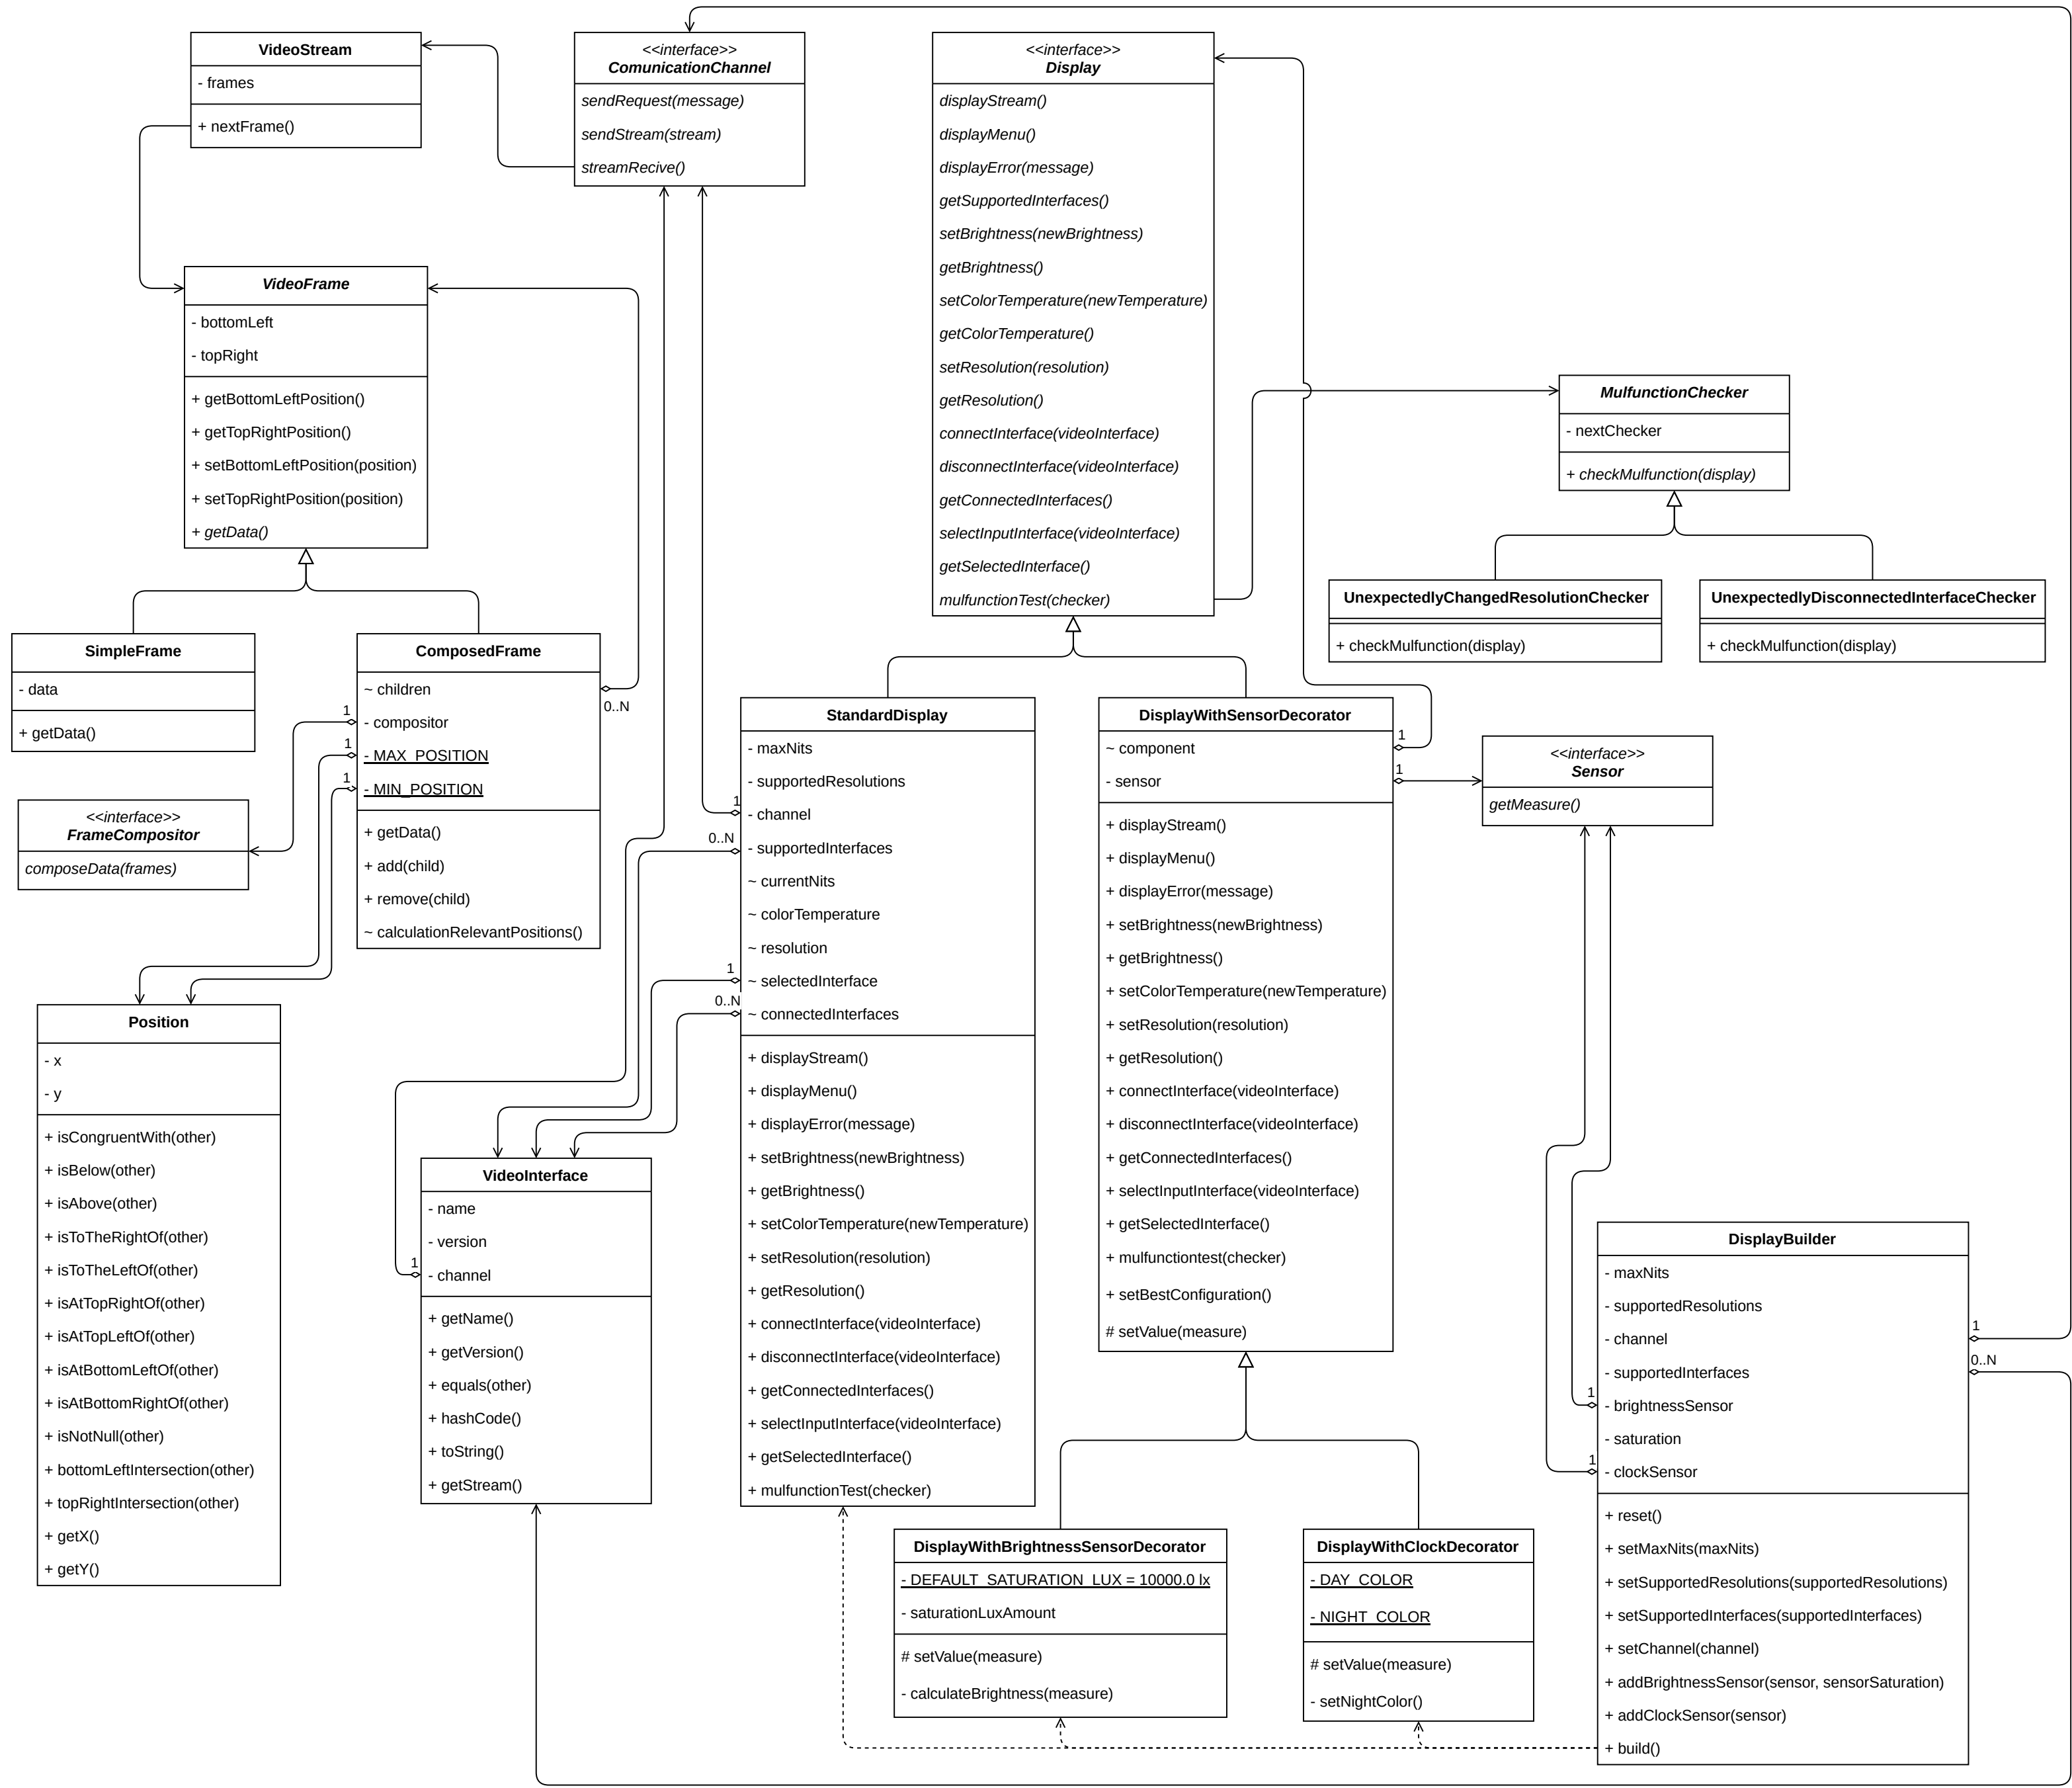 VideoStream
- frames
+ nextFrame()
<<interface>>
ComunicationChannel
sendRequest(message)
sendStream(stream)
streamRecive()
<<interface>>
Display
displayStream()
displayMenu()
displayError(message)
getSupportedInterfaces()
setBrightness(newBrightness)
getBrightness()
setColorTemperature(newTemperature)
getColorTemperature()
setResolution(resolution)
getResolution()
connectInterface(videoInterface)
disconnectInterface(videoInterface)
getConnectedInterfaces()
selectInputInterface(videoInterface)
getSelectedInterface()
mulfunctionTest(checker)
VideoFrame
- bottomLeft
- topRight
+ getBottomLeftPosition()
+ getTopRightPosition()
+ setBottomLeftPosition(position)
+ setTopRightPosition(position)
+ getData()
MulfunctionChecker
- nextChecker
+ checkMulfunction(display)
UnexpectedlyChangedResolutionChecker
+ checkMulfunction(display)
UnexpectedlyDisconnectedInterfaceChecker
+ checkMulfunction(display)
SimpleFrame
- data
+ getData()
ComposedFrame
~ children
- compositor
- MAX_POSITION
- MIN_POSITION
+ getData()
+ add(child)
+ remove(child)
~ calculationRelevantPositions()
0..N
1
1
1
<<interface>>
FrameCompositor
composeData(frames)
Position
- x
- y
+ isCongruentWith(other)
+ isBelow(other)
+ isAbove(other)
+ isToTheRightOf(other)
+ isToTheLeftOf(other)
+ isAtTopRightOf(other)
+ isAtTopLeftOf(other)
+ isAtBottomLeftOf(other)
+ isAtBottomRightOf(other)
+ isNotNull(other)
+ bottomLeftIntersection(other)
+ topRightIntersection(other)
+ getX()
+ getY()
StandardDisplay
- maxNits
- supportedResolutions
- channel
- supportedInterfaces
~ currentNits
~ colorTemperature
~ resolution
~ selectedInterface
~ connectedInterfaces
+ displayStream()
+ displayMenu()
+ displayError(message)
+ setBrightness(newBrightness)
+ getBrightness()
+ setColorTemperature(newTemperature)
+ setResolution(resolution)
+ getResolution()
+ connectInterface(videoInterface)
+ disconnectInterface(videoInterface)
+ getConnectedInterfaces()
+ selectInputInterface(videoInterface)
+ getSelectedInterface()
+ mulfunctionTest(checker)
1
0..N
1
0..N
DisplayWithSensorDecorator
~ component
- sensor
+ displayStream()
+ displayMenu()
+ displayError(message)
+ setBrightness(newBrightness)
+ getBrightness()
+ setColorTemperature(newTemperature)
+ setResolution(resolution)
+ getResolution()
+ connectInterface(videoInterface)
+ disconnectInterface(videoInterface)
+ getConnectedInterfaces()
+ selectInputInterface(videoInterface)
+ getSelectedInterface()
+ mulfunctiontest(checker)
+ setBestConfiguration()
# setValue(measure)
1
1
<<interface>>
Sensor
getMeasure()
VideoInterface
- name
- version
- channel
+ getName()
+ getVersion()
+ equals(other)
+ hashCode()
+ toString()
+ getStream()
1
DisplayBuilder
- maxNits
- supportedResolutions
- channel
- supportedInterfaces
- brightnessSensor
- saturation
- clockSensor
+ reset()
+ setMaxNits(maxNits)
+ setSupportedResolutions(supportedResolutions)
+ setSupportedInterfaces(supportedInterfaces)
+ setChannel(channel)
+ addBrightnessSensor(sensor, sensorSaturation)
+ addClockSensor(sensor)
+ build()
1
0..N
1
1
DisplayWithBrightnessSensorDecorator
- DEFAULT_SATURATION_LUX = 10000.0 lx
- saturationLuxAmount
# setValue(measure)
- calculateBrightness(measure)
DisplayWithClockDecorator
- DAY_COLOR
- NIGHT_COLOR
# setValue(measure)
- setNightColor()